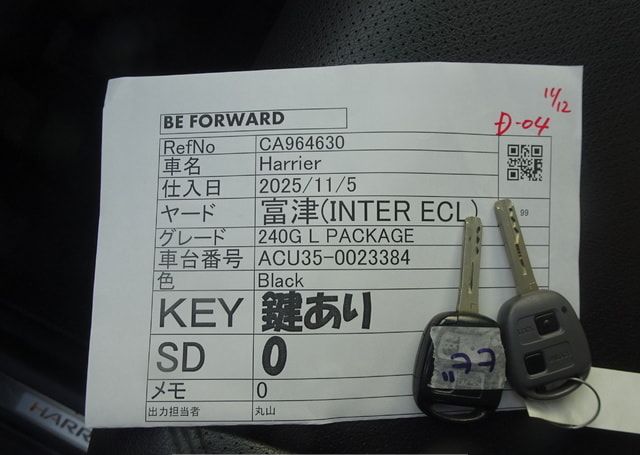 11/12
D-04
BE FORWARD
RefNo CA964630
車名 Harrier
仕入日 2025/11/5
ヤード 富津(INTER ECL) 99
グレード 240G L PACKAGE
車台番号 ACU35-0023384
色 Black
KEY 鍵あり
SD 0
メモ 0
出力担当者 丸山
HARR